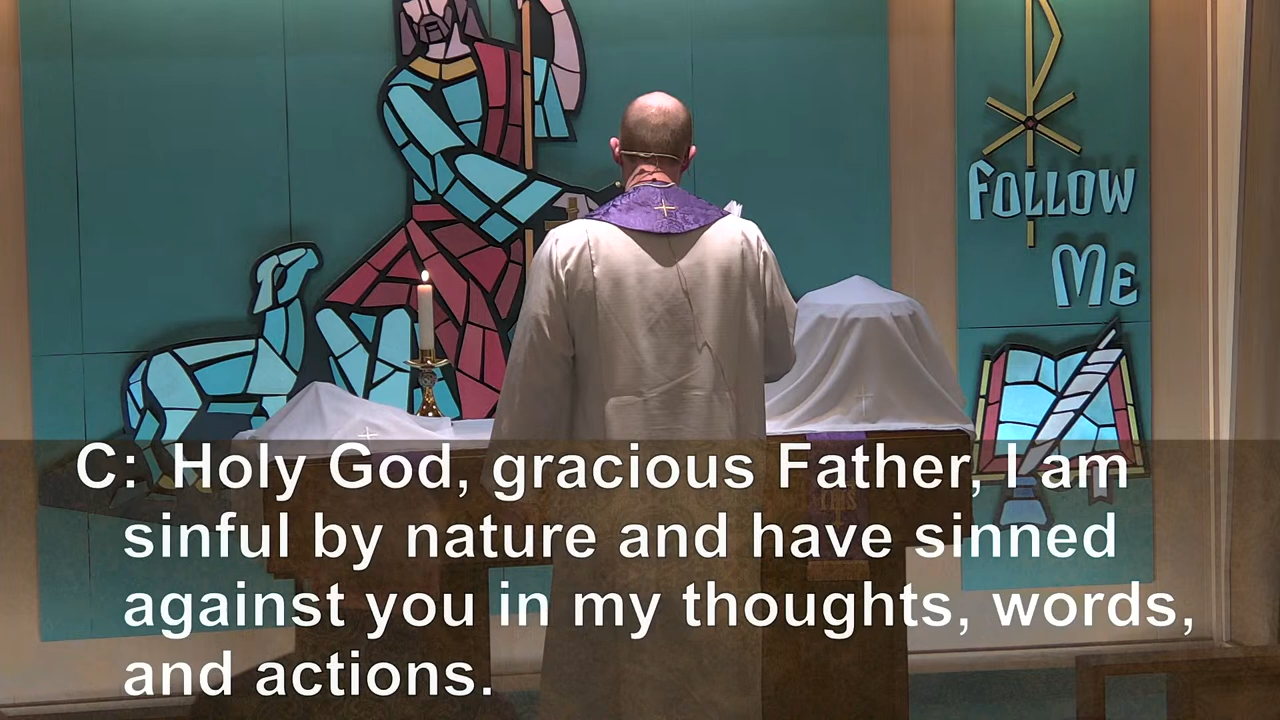 FOLLOW
ME
IHS
C: Holy God, gracious Father, I am
sinful by nature and have sinned
against you in my thoughts, words,
and actions.